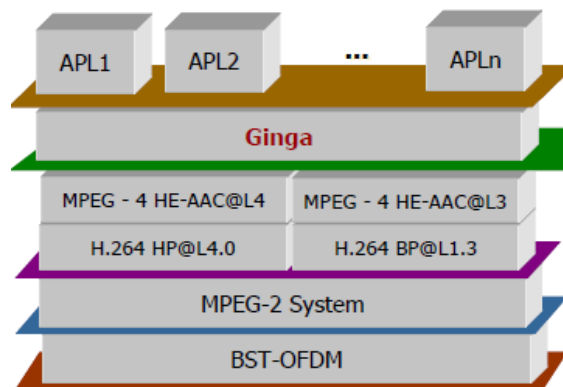 APL1 APL2 ... APLn
Ginga
MPEG - 4 HE-AAC@L4 MPEG - 4 HE-AAC@L3
H.264 HP@L4.0 H.264 BP@L1.3
MPEG-2 System
BST-OFDM